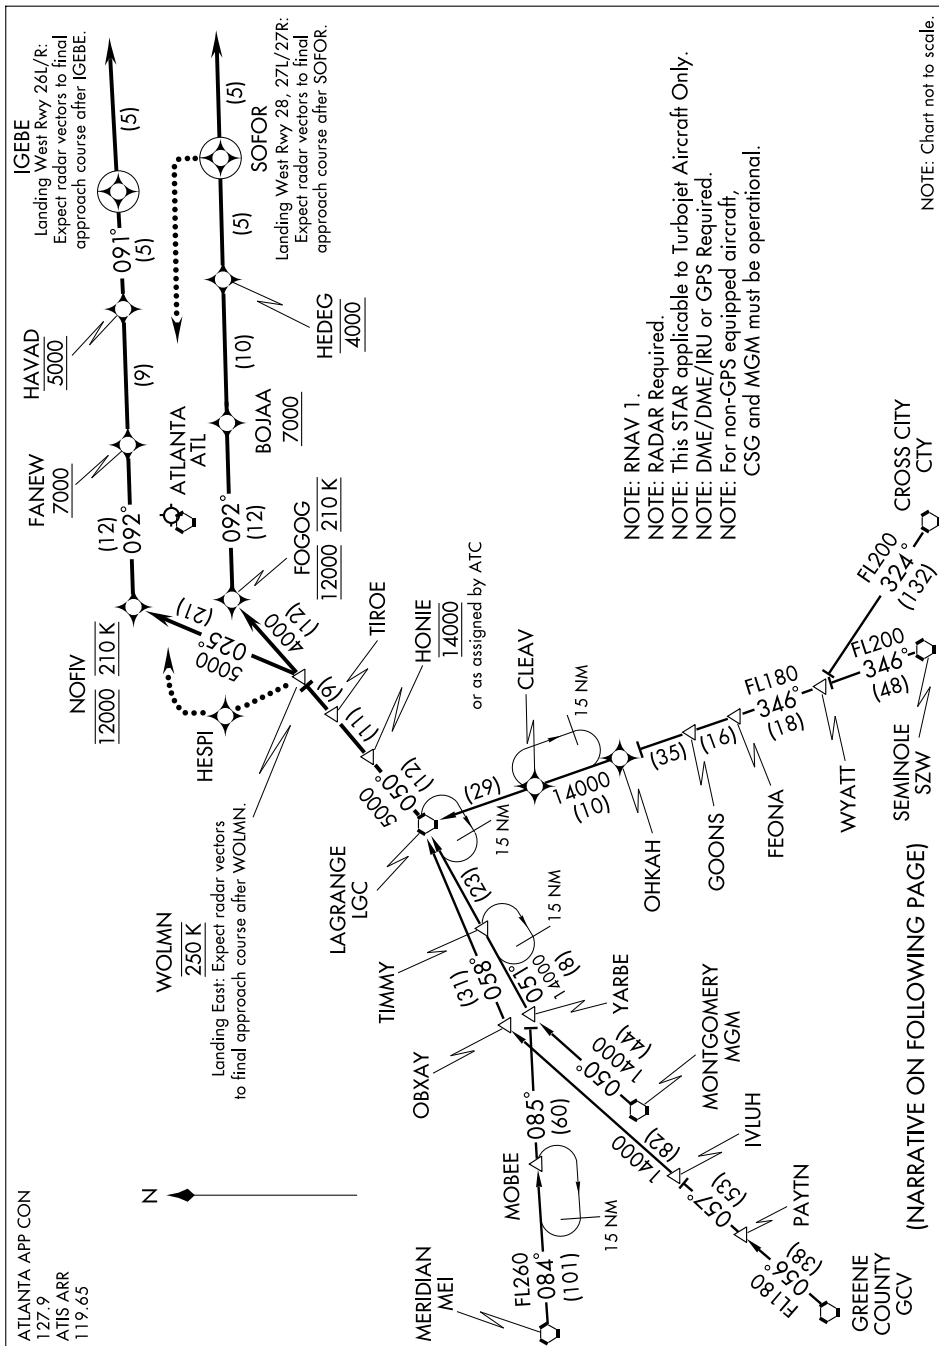 ATLANTA APP CON
127.9
ATIS ARR
119.65
N
IGEBE
Landing West Rwy 26L/R:
Expect radar vectors to final
approach course after IGEBE.
(5)
091°
(5)
HAVAD
5000
(9)
FANEW
7000
(12)
092°
NOFIV
12000 210 K
(21)
025°
5000
SOFOR
Landing West Rwy 28, 27L/27R:
Expect radar vectors to final
approach course after SOFOR.
(5)
(5)
HEDEG
4000
(10)
BOJAA
7000
ATLANTA
ATL
092°
(12)
FOGOG
12000 210 K
4000
(12)
HESPI
WOLMN
250 K
Landing East: Expect radar vectors
to final approach course after WOLMN.
(9)
TIROE
(11)
HONIE
14000
or as assigned by ATC
5000
050°
(12)
LAGRANGE
LGC
15 NM
(29)
CLEAV
15 NM
14000
(10)
OHKAH
(35)
GOONS
(16)
FEONA
FL180
346°
(18)
WYATT
FL200
346°
(48)
SEMINOLE
SZW
FL200
324°
(132)
CROSS CITY
CTY
TIMMY
(23)
15 NM
(31)
058°
OBXAY
051°
14000
(8)
YARBE
14000
050°
(44)
MONTGOMERY
MGM
085°
(60)
MOBEE
15 NM
FL260
084°
(101)
MERIDIAN
MEI
14000
(82)
IVLUH
057°
(53)
PAYTN
FL180
056°
(38)
GREENE
COUNTY
GCV
NOTE: RNAV 1.
NOTE: RADAR Required.
NOTE: This STAR applicable to Turbojet Aircraft Only.
NOTE: DME/DME/IRU or GPS Required.
NOTE: For non-GPS equipped aircraft,
CSG and MGM must be operational.
(NARRATIVE ON FOLLOWING PAGE)
NOTE: Chart not to scale.